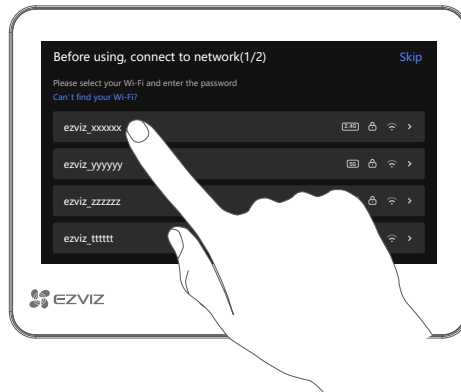 Before using, connect to network(1/2) Skip
Please select your Wi-Fi and enter the password
Can't find your Wi-Fi?
ezviz_xxxxxx 2.4G
ezviz_yyyyyy 5G
ezviz_zzzzzz
ezviz_tttttt
EZVIZ